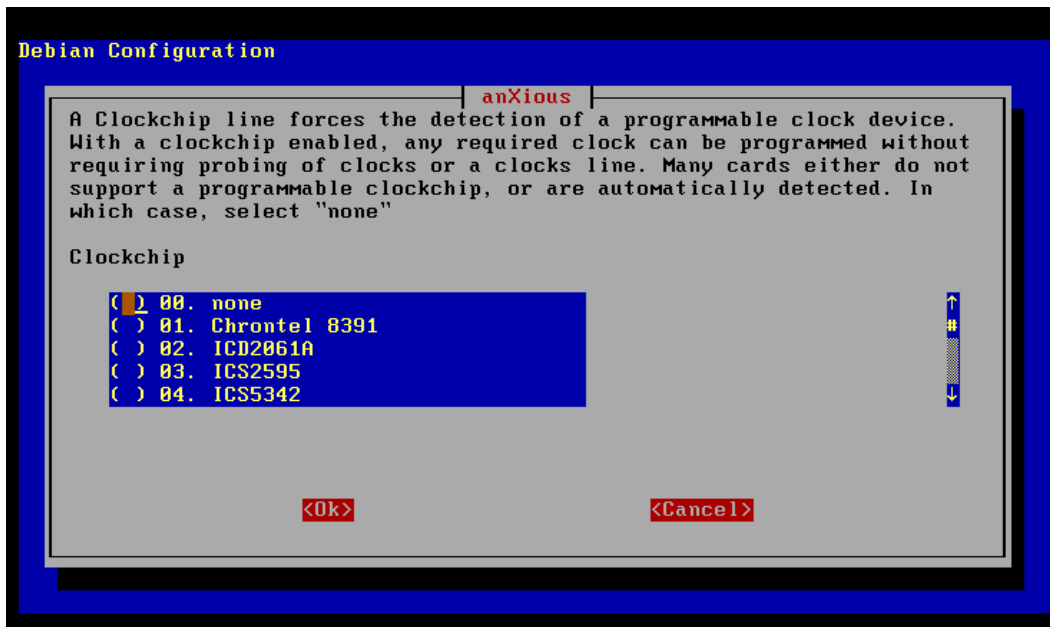 Debian Configuration
anXious
A Clockchip line forces the detection of a programmable clock device.
With a clockchip enabled, any required clock can be programmed without
requiring probing of clocks or a clocks line. Many cards either do not
support a programmable clockchip, or are automatically detected. In
which case, select "none"
Clockchip
( ) 00. none
( ) 01. Chrontel 8391
( ) 02. ICD2061A
( ) 03. ICS2595
( ) 04. ICS5342
<Ok> <Cancel>